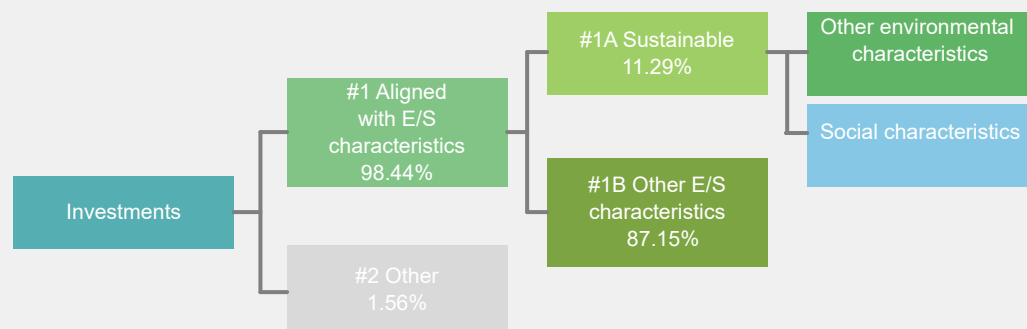 Investments
#1 Aligned
with E/S
characteristics
98.44%
#2 Other
1.56%
#1A Sustainable
11.29%
#1B Other E/S
characteristics
87.15%
Other environmental
characteristics
Social characteristics